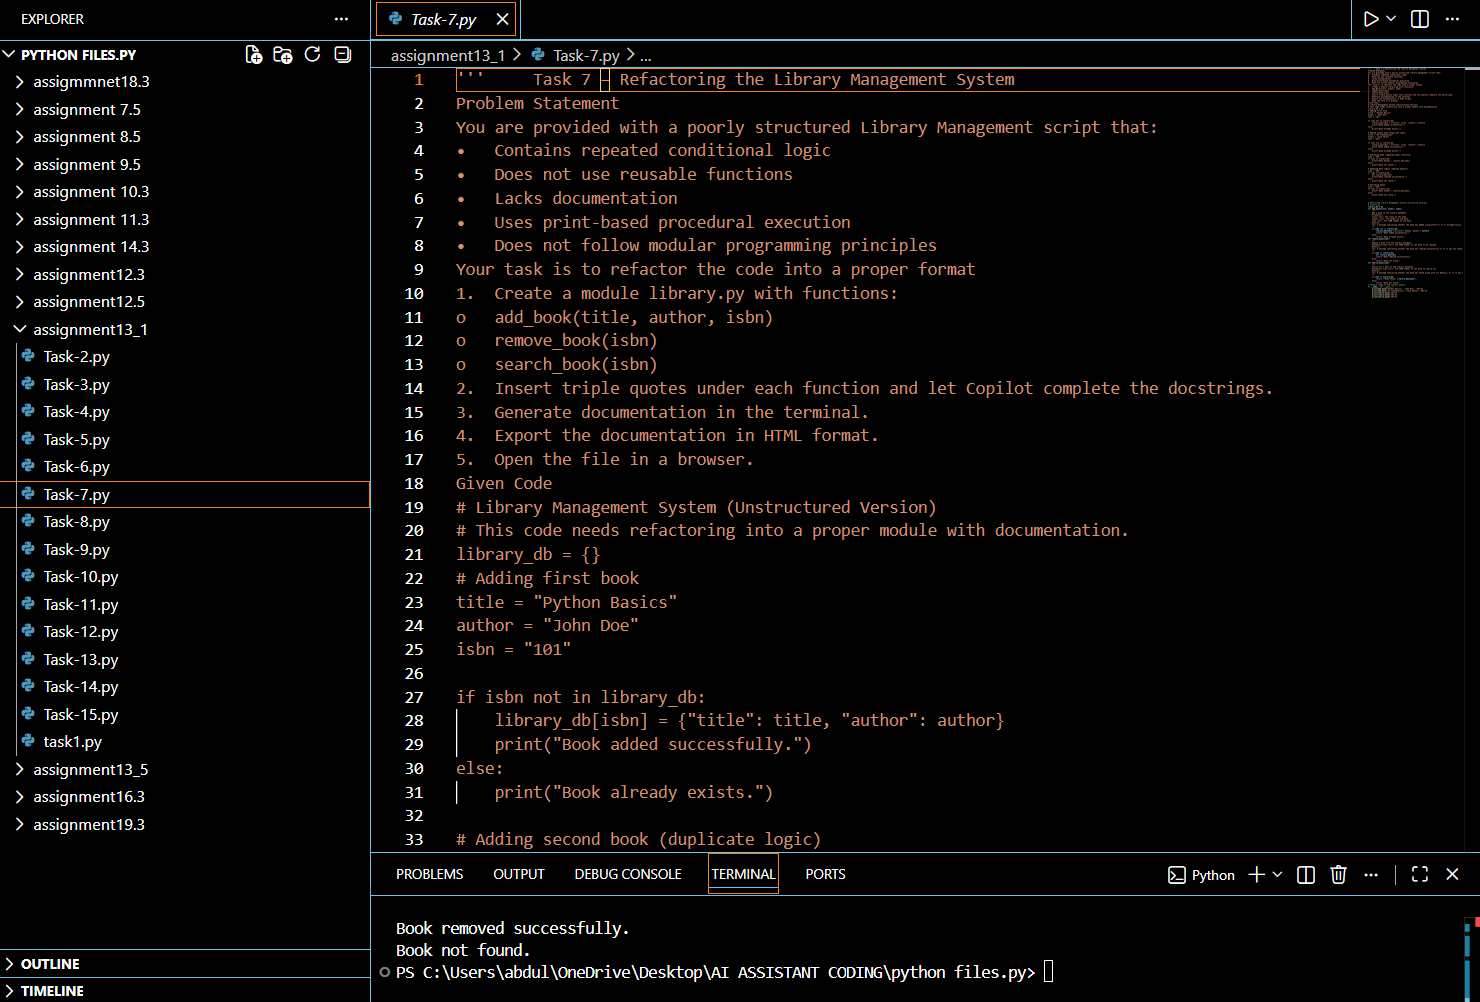 EXPLORER
PYTHON FILES.PY
assigmmnet18.3
assignment 7.5
assignment 8.5
assignment 9.5
assignment 10.3
assignment 11.3
assignment 14.3
assignment12.3
assignment12.5
assignment13_1
Task-2.py
Task-3.py
Task-4.py
Task-5.py
Task-6.py
Task-7.py
Task-8.py
Task-9.py
Task-10.py
Task-11.py
Task-12.py
Task-13.py
Task-14.py
Task-15.py
task1.py
assignment13_5
assignment16.3
assignment19.3
OUTLINE
TIMELINE
Task-7.py
assignment13_1 > Task-7.py > ...
1 ''' Task 7 – Refactoring the Library Management System
2 Problem Statement
3 You are provided with a poorly structured Library Management script that:
4 • Contains repeated conditional logic
5 • Does not use reusable functions
6 • Lacks documentation
7 • Uses print-based procedural execution
8 • Does not follow modular programming principles
9 Your task is to refactor the code into a proper format
10 1. Create a module library.py with functions:
11 o add_book(title, author, isbn)
12 o remove_book(isbn)
13 o search_book(isbn)
14 2. Insert triple quotes under each function and let Copilot complete the docstrings.
15 3. Generate documentation in the terminal.
16 4. Export the documentation in HTML format.
17 5. Open the file in a browser.
18 Given Code
19 # Library Management System (Unstructured Version)
20 # This code needs refactoring into a proper module with documentation.
21 library_db = {}
22 # Adding first book
23 title = "Python Basics"
24 author = "John Doe"
25 isbn = "101"
26
27 if isbn not in library_db:
28 library_db[isbn] = {"title": title, "author": author}
29 print("Book added successfully.")
30 else:
31 print("Book already exists.")
32
33 # Adding second book (duplicate logic)
PROBLEMS OUTPUT DEBUG CONSOLE TERMINAL PORTS Python
Book removed successfully.
Book not found.
PS C:\Users\abdul\OneDrive\Desktop\AI ASSISTANT CODING\python files.py>